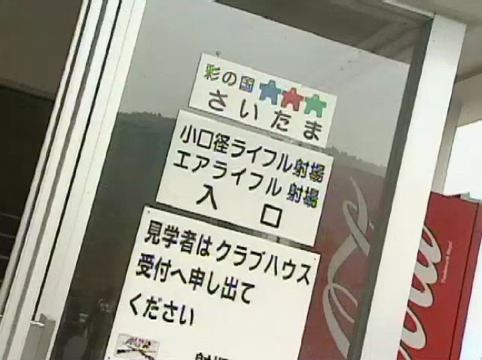 彩の国
さいたま
小口径ライフル射場
エアライフル射場
入口
見学者はクラブハウス
受付へ申し出て
ください
射場